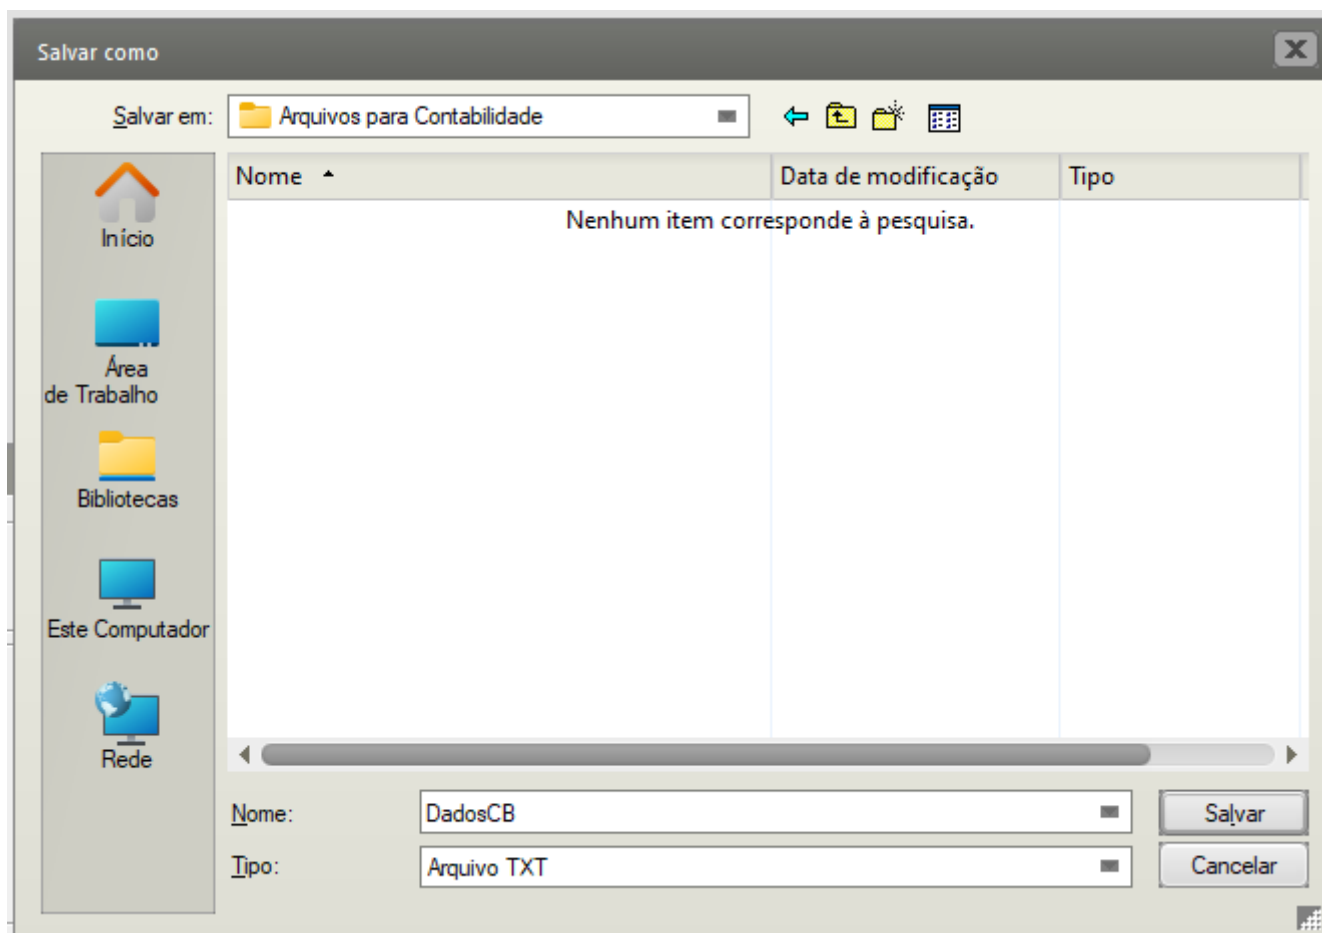 Salvar como
Salvar em:
Arquivos para Contabilidade
Nome
Data de modificação
Tipo
Nenhum item corresponde à pesquisa.
Início
Área
de Trabalho
Bibliotecas
Este Computador
Rede
Nome:
DadosCB
Salvar
Tipo:
Arquivo TXT
Cancelar